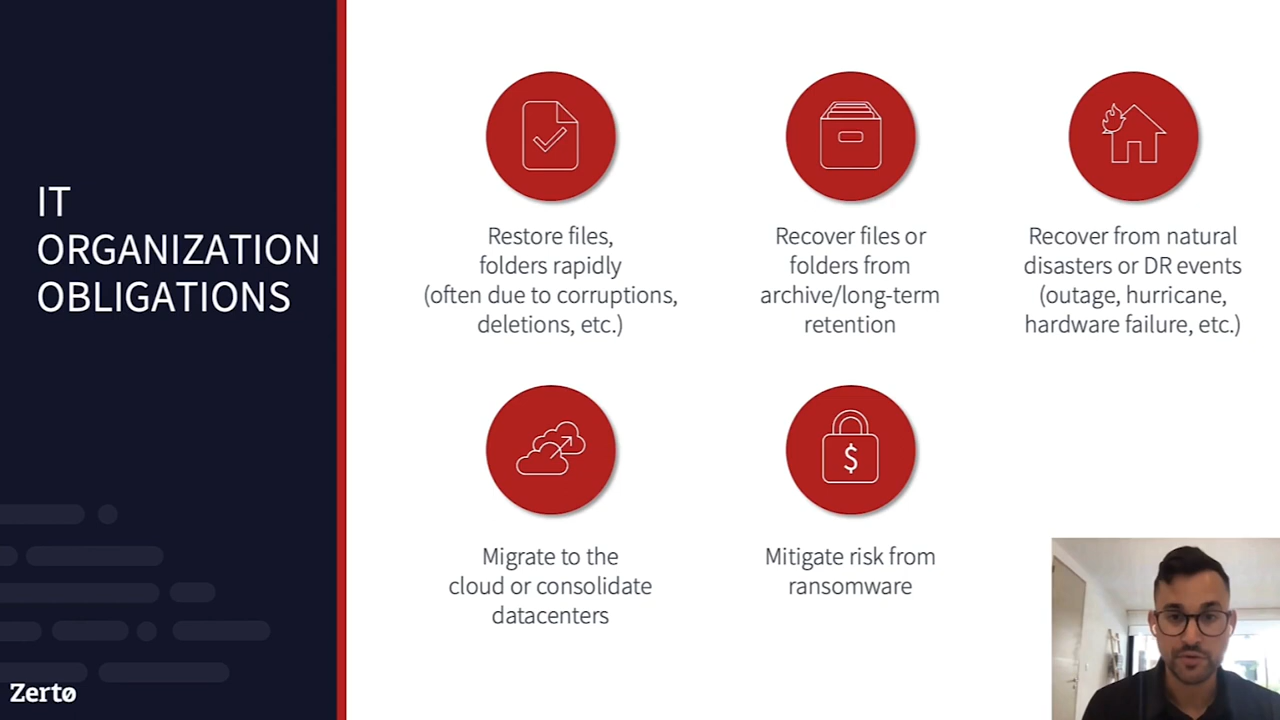 IT
ORGANIZATION
OBLIGATIONS
Restore files,
folders rapidly
(often due to corruptions,
deletions, etc.)
Recover files or
folders from
archive/long-term
retention
Recover from natural
disasters or DR events
(outage, hurricane,
hardware failure, etc.)
$
Migrate to the
cloud or consolidate
datacenters
Mitigate risk from
ransomware
Zertø